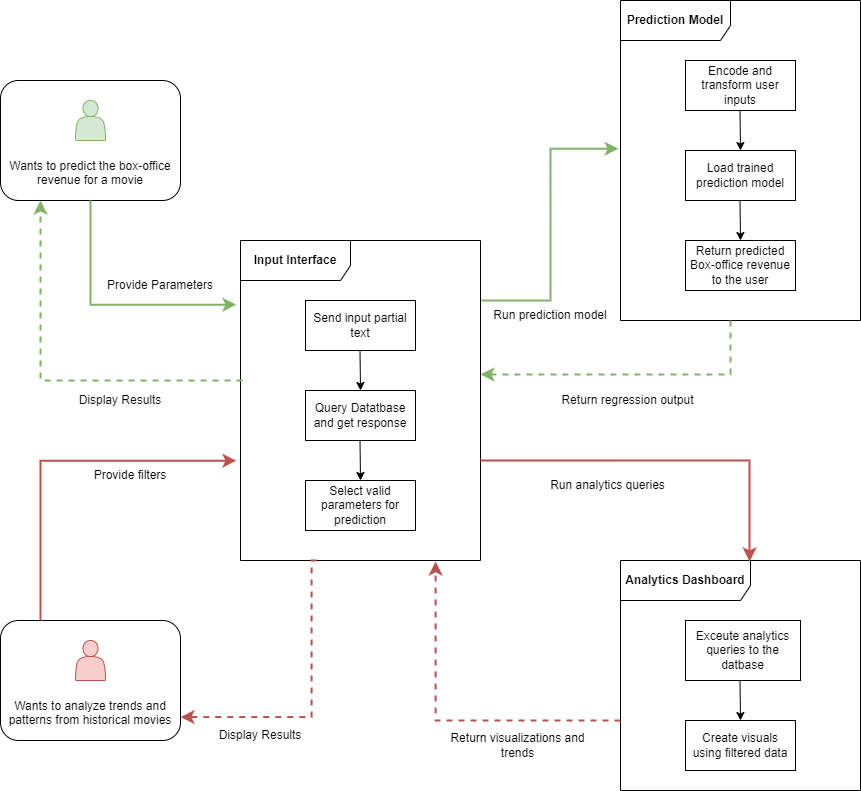 Prediction Model
Encode and
transform user
inputs
Load trained
prediction model
Return predicted
Box-office revenue
to the user
Wants to predict the box-office
revenue for a movie
Provide Parameters
Display Results
Input Interface
Send input partial
text
Query Datatbase
and get response
Select valid
parameters for
prediction
Run prediction model
Return regression output
Provide filters
Run analytics queries
Wants to analyze trends and
patterns from historical movies
Display Results
Return visualizations and
trends
Analytics Dashboard
Exceute analytics
queries to the
datbase
Create visuals
using filtered data